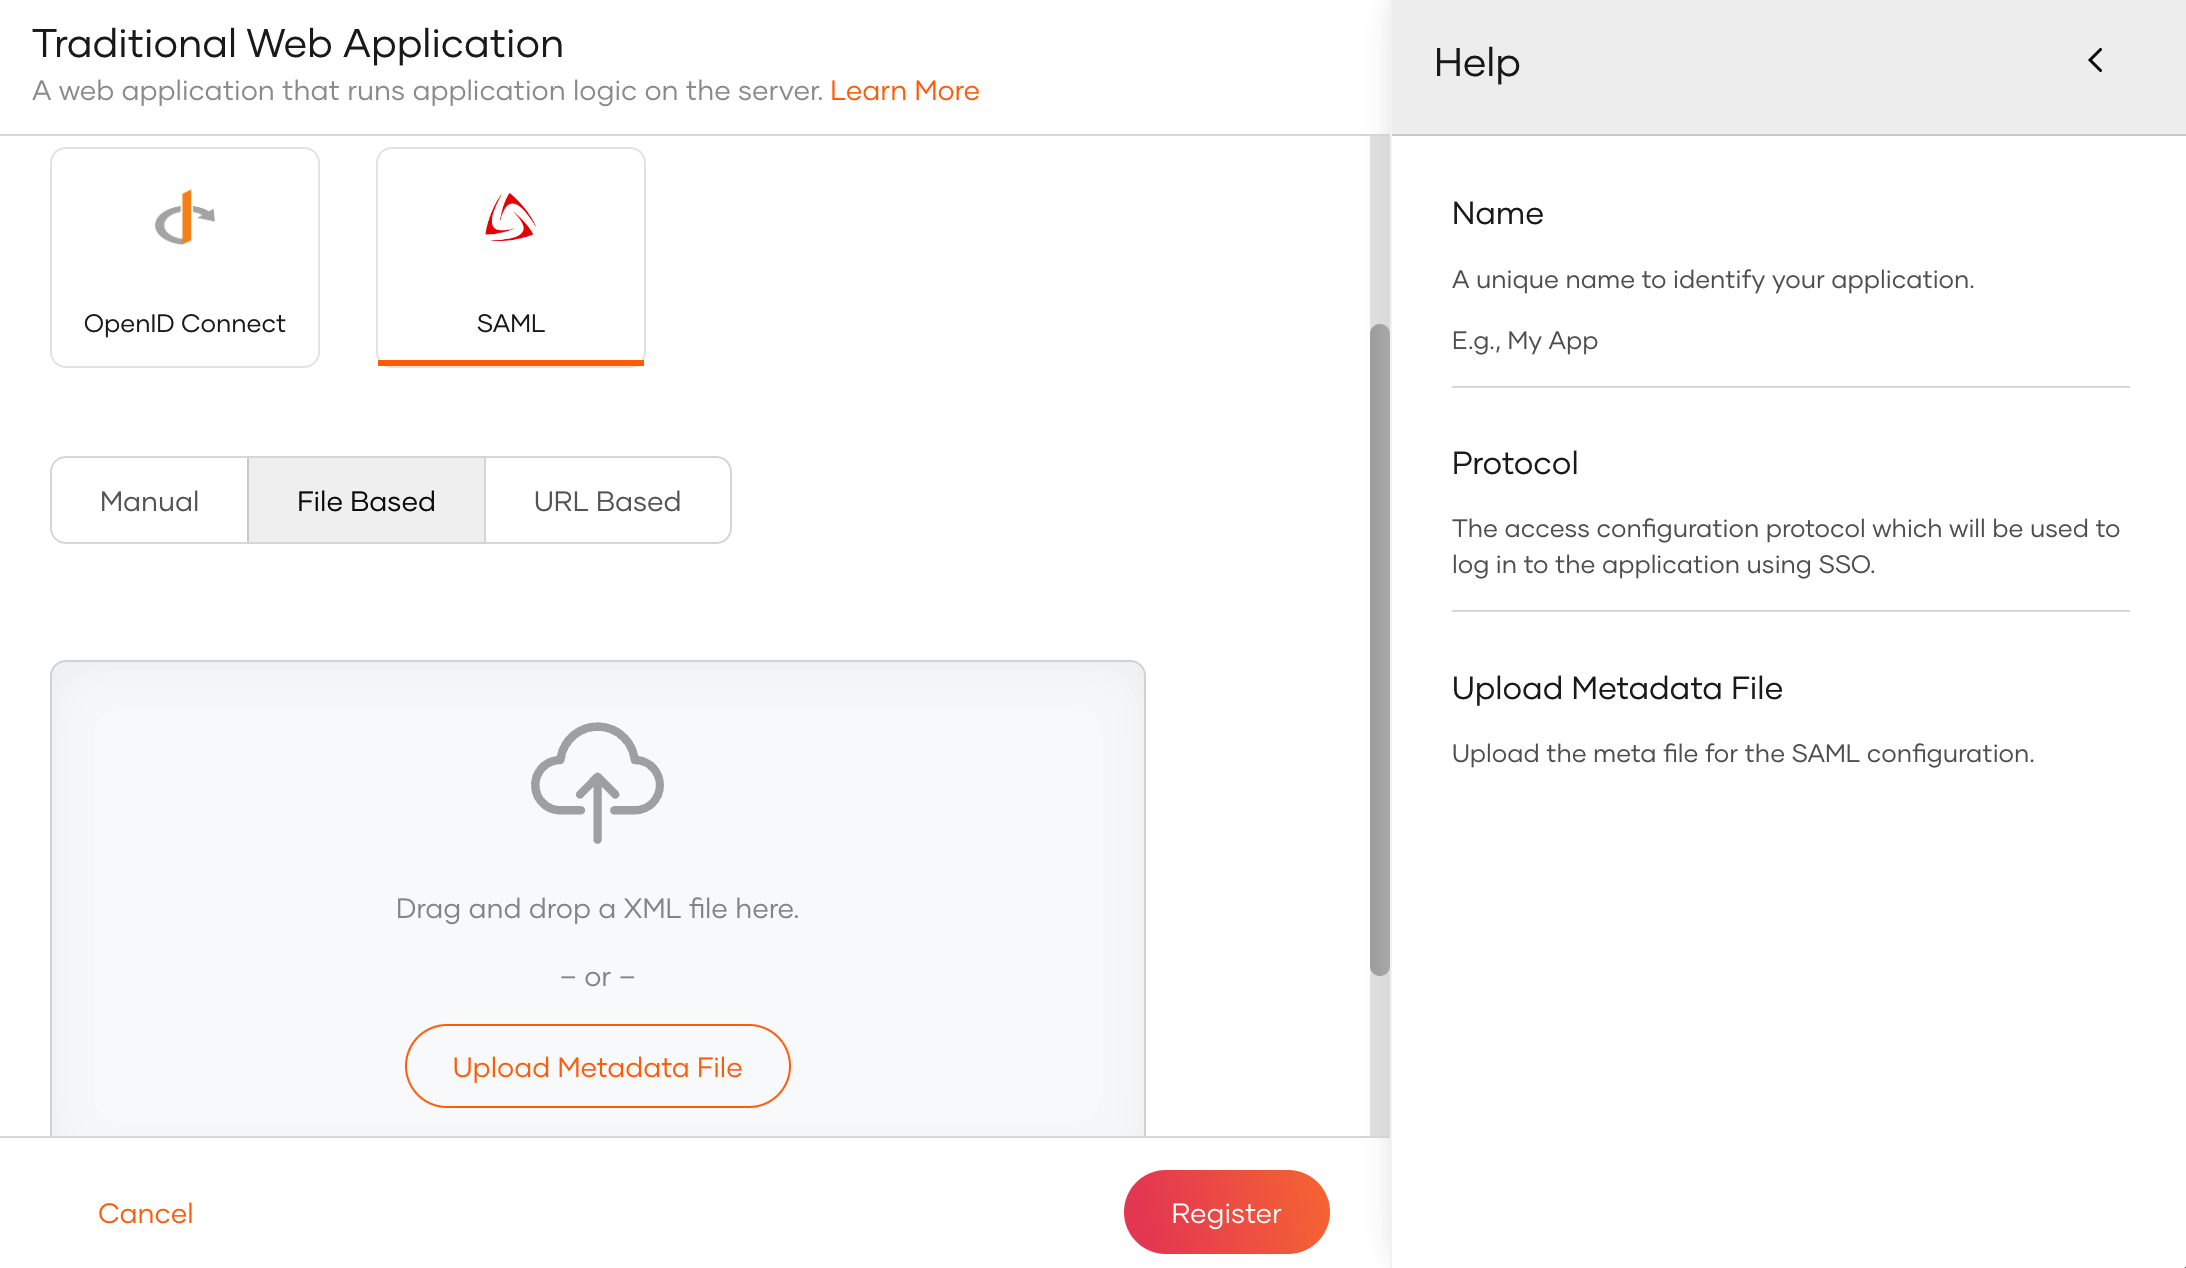 Traditional Web Application
A web application that runs application logic on the server. Learn More
OpenID Connect
SAML
Manual
File Based
URL Based
Drag and drop a XML file here.
– or –
Upload Metadata File
Cancel
Register
Help
Name
A unique name to identify your application.
E.g., My App
Protocol
The access configuration protocol which will be used to
log in to the application using SSO.
Upload Metadata File
Upload the meta file for the SAML configuration.